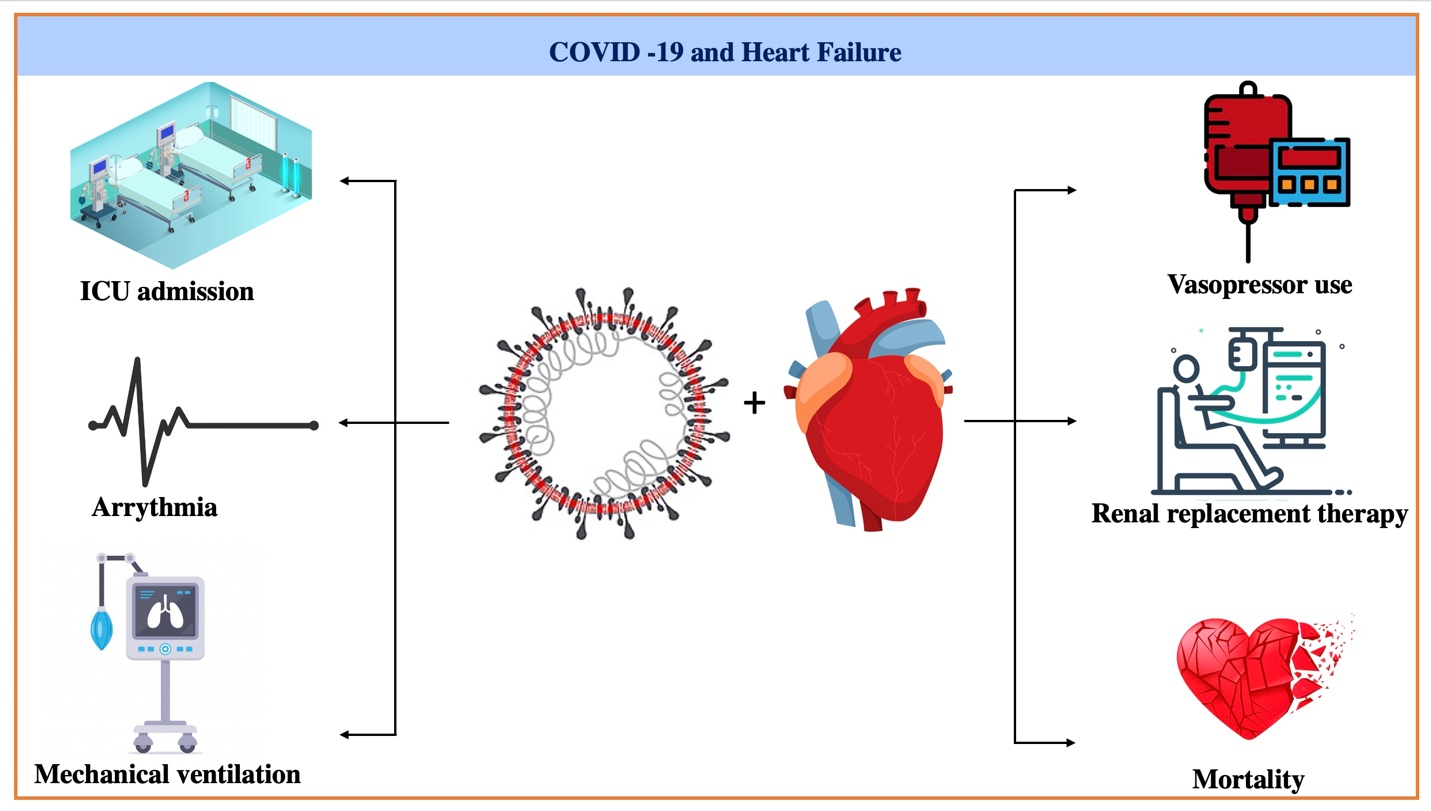 COVID -19 and Heart Failure
ICU admission
Arrythmia
Mechanical ventilation
+
Vasopressor use
Renal replacement therapy
Mortality